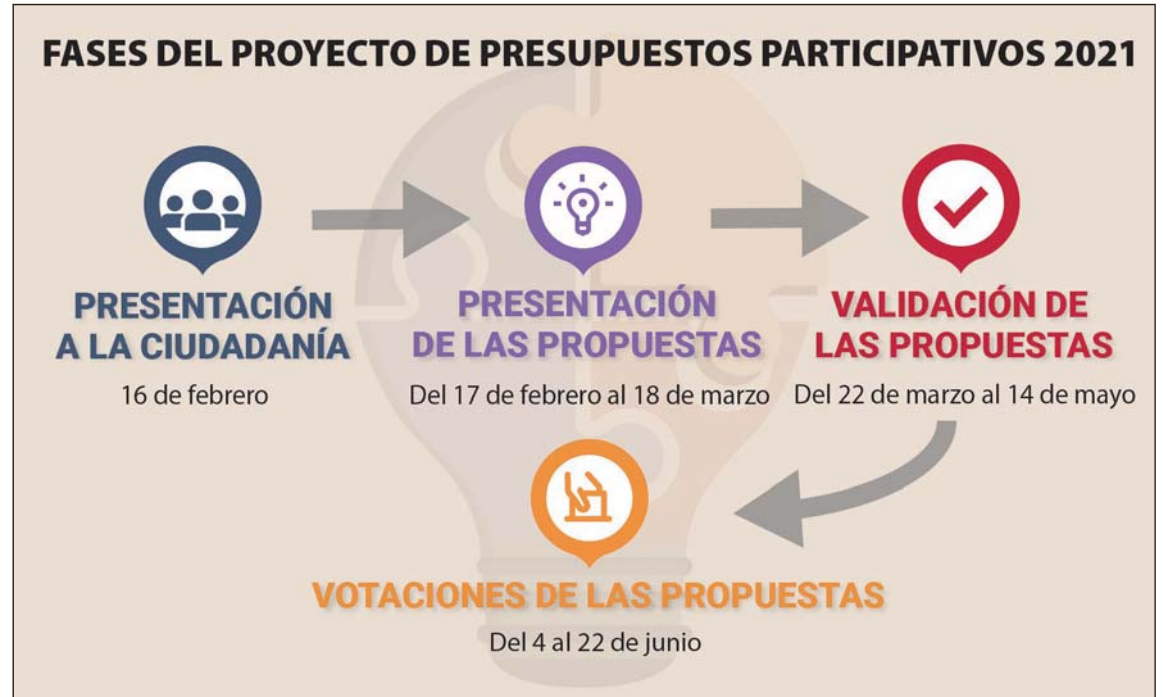 FASES DEL PROYECTO DE PRESUPUESTOS PARTICIPATIVOS 2021
PRESENTACIÓN
A LA CIUDADANÍA
16 de febrero
PRESENTACIÓN
DE LAS PROPUESTAS
Del 17 de febrero al 18 de marzo
VALIDACIÓN DE
LAS PROPUESTAS
Del 22 de marzo al 14 de mayo
VOTACIONES DE LAS PROPUESTAS
Del 4 al 22 de junio